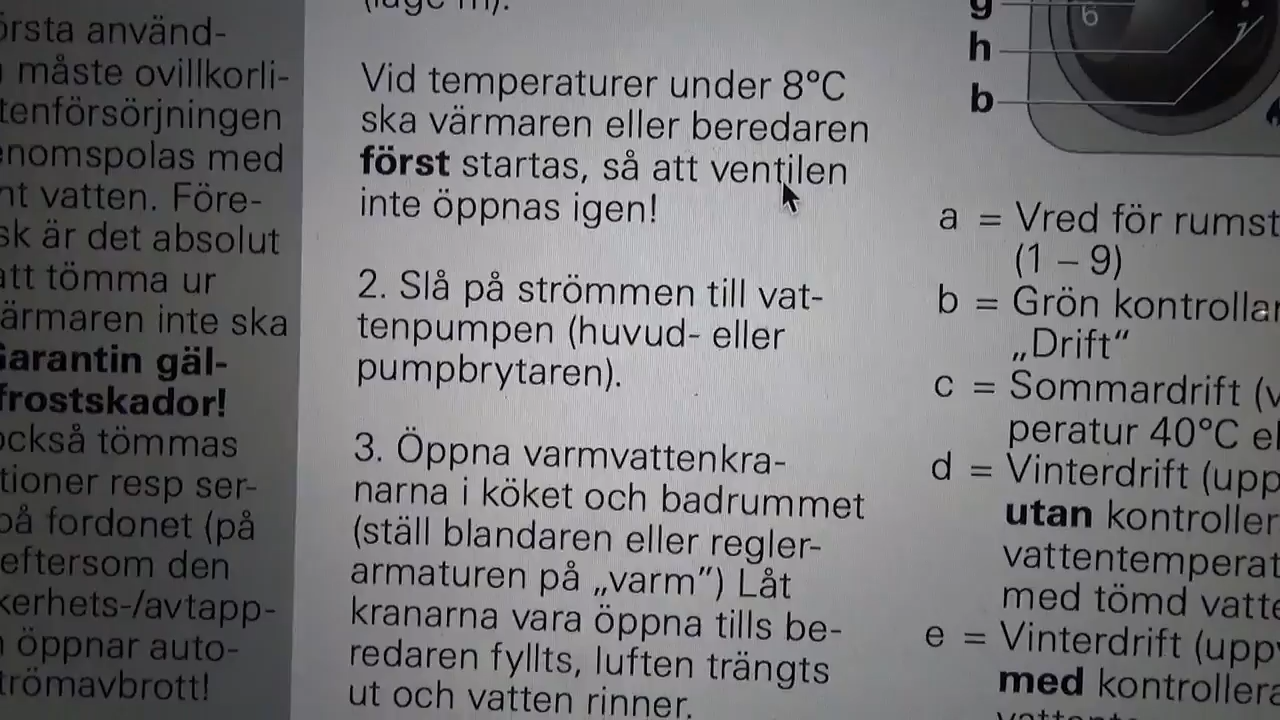 örsta använd-
måste ovillkorli-
tenförsörjningen
enomspolas med
nt vatten. Före-
sk är det absolut
att tömma ur
ärmaren inte ska
Garantin gäl-
frostskador!
också tömmas
tioner resp ser-
på fordonet (på
eftersom den
kerhets-/avtapp-
öppnar auto-
trömavbrott!
Vid temperaturer under 8°C
ska värmaren eller beredaren
först startas, så att ventilen
inte öppnas igen!
2. Slå på strömmen till vat-
tenpumpen (huvud- eller
pumpbrytaren).
3. Öppna varmvattenkra-
narna i köket och badrummet
(ställ blandaren eller regler-
armaturen på „varm") Låt
kranarna vara öppna tills be-
redaren fyllts, luften trängts
ut och vatten rinner.
g
h
b
6
a = Vred för rumst
(1 – 9)
b = Grön kontrollar
„Drift"
c = Sommardrift (v
peratur 40°C el
d = Vinterdrift (upp
utan kontroller
vattentemperat
med tömd vatte
e = Vinterdrift (uppv
med kontrollera